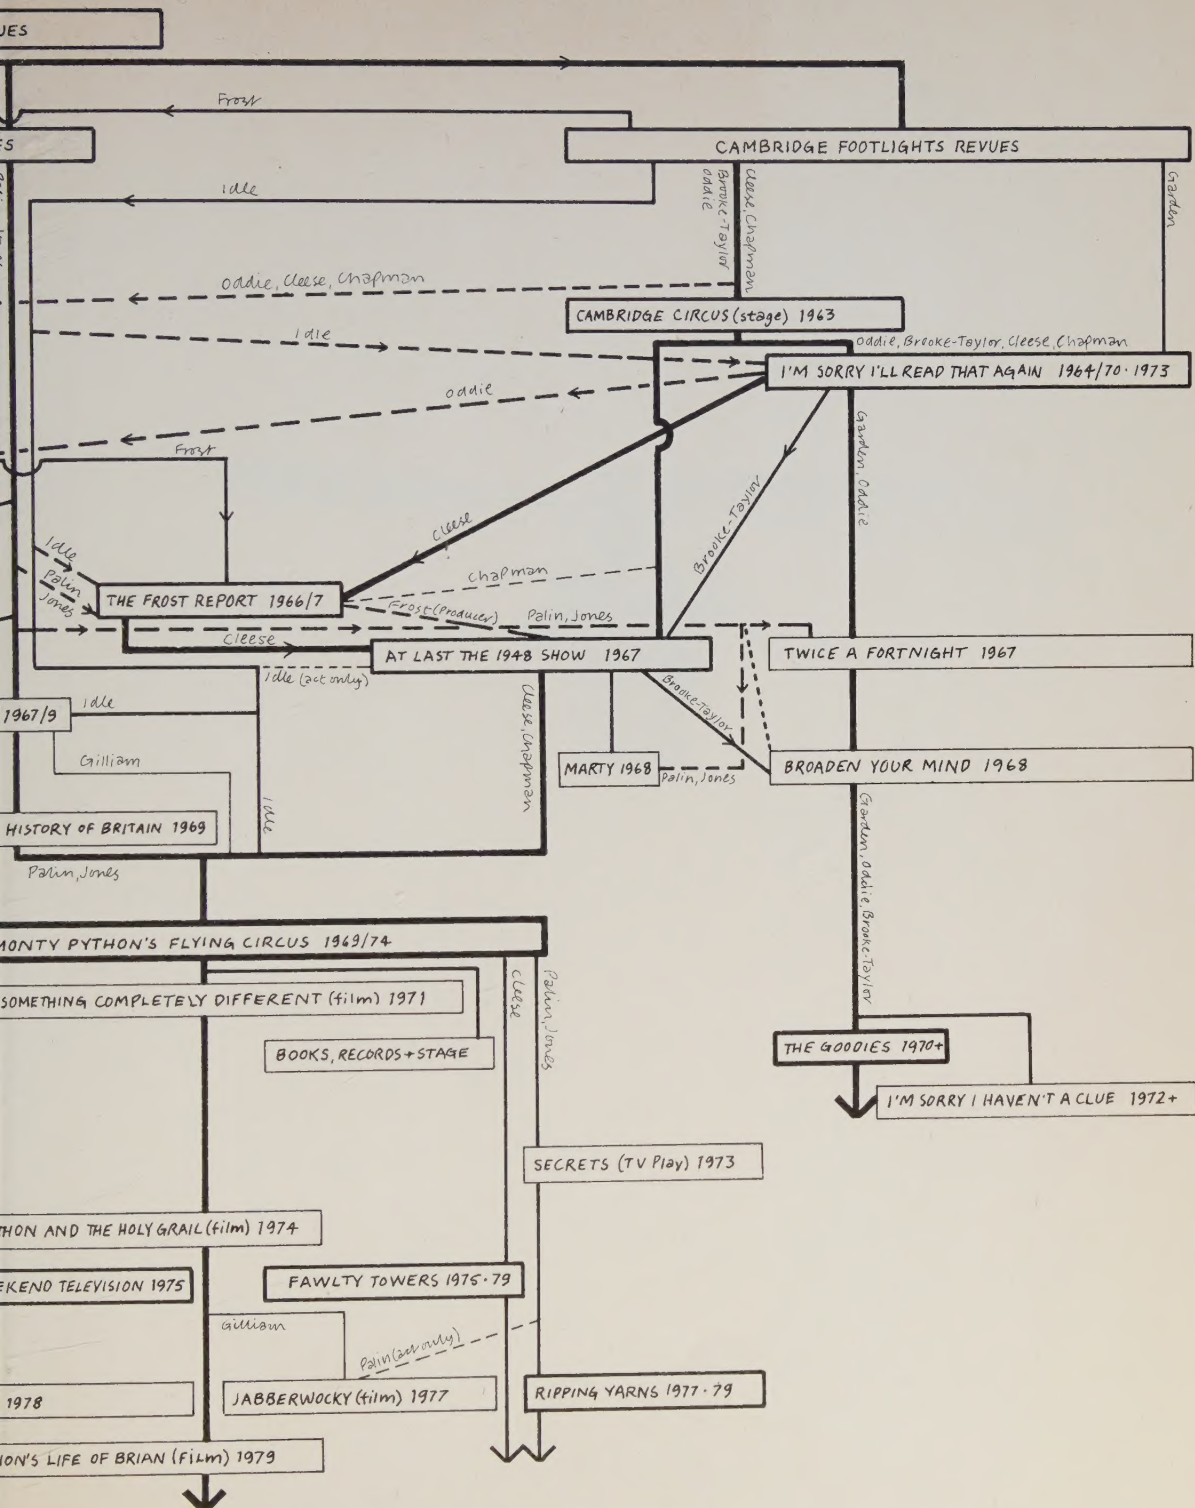 UES
Frost
ES
CAMBRIDGE FOOTLIGHTS REVUES
Idle
Cleese, Chapman
Brooke-Taylor
Oddie
Garden
Oddie, Cleese, Chapman
CAMBRIDGE CIRCUS (stage) 1963
Idle
Oddie, Brooke-Taylor, Cleese, Chapman
I'M SORRY I'LL READ THAT AGAIN 1964/70·1973
Oddie
Frost
Garden, Oddie
Cleese
Brooke-Taylor
Idle
Palin
Jones
Chapman
THE FROST REPORT 1966/7
Frost (Producer)
Palin, Jones
Cleese
AT LAST THE 1948 SHOW 1967
TWICE A FORTNIGHT 1967
Idle (act only)
Brooke-Taylor
Cleese, Chapman
1967/9
Idle
Gilliam
MARTY 1968
Palin, Jones
BROADEN YOUR MIND 1968
Idle
HISTORY OF BRITAIN 1969
Palin, Jones
Garden, Oddie, Brooke-Taylor
MONTY PYTHON'S FLYING CIRCUS 1969/74
Cleese
Palin, Jones
SOMETHING COMPLETELY DIFFERENT (film) 1971
BOOKS, RECORDS + STAGE
THE GOODIES 1970+
I'M SORRY I HAVEN'T A CLUE 1972+
SECRETS (TV Play) 1973
THON AND THE HOLY GRAIL (film) 1974
EKEND TELEVISION 1975
FAWLTY TOWERS 1975·79
Gilliam
Palin (act only)
1978
JABBERWOCKY (film) 1977
RIPPING YARNS 1977·79
ON'S LIFE OF BRIAN (FILM) 1979